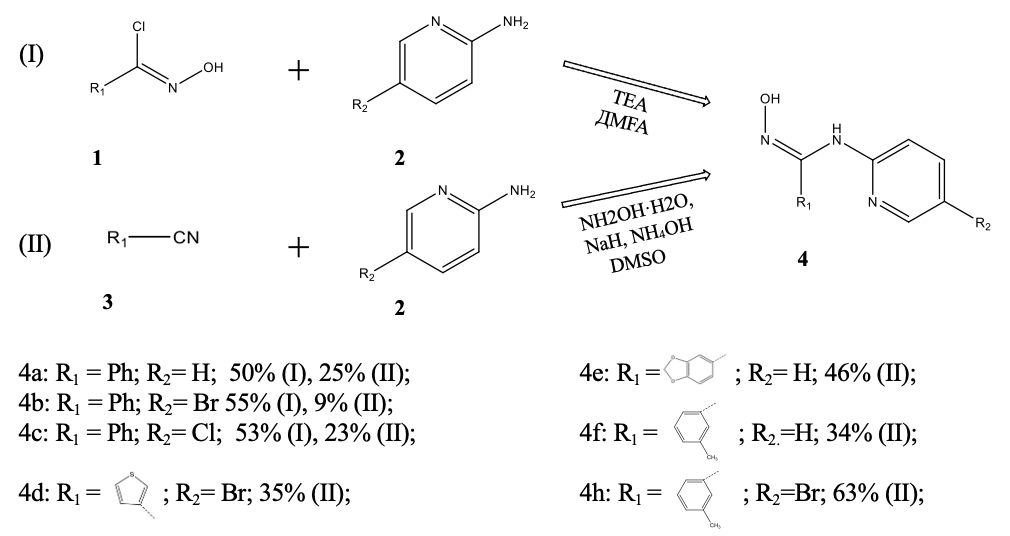 (I)
Cl
R₁
N
OH
+
N
NH₂
R₂
1
2
TEA
ДMFA
OH
N
H
N
R₁
N
R₂
4
(II)
R₁
CN
+
N
NH₂
R₂
3
2
NH2OH·H2O,
NaH, NH₄OH
DMSO
4a: R₁ = Ph; R₂= H; 50% (I), 25% (II);
4b: R₁ = Ph; R₂= Br 55% (I), 9% (II);
4c: R₁ = Ph; R₂= Cl; 53% (I), 23% (II);
4d: R₁ = S ; R₂= Br; 35% (II);
4e: R₁ = O O ; R₂= H; 46% (II);
4f: R₁ = CH₃ ; R₂.=H; 34% (II);
4h: R₁ = CH₃ ; R₂=Br; 63% (II);